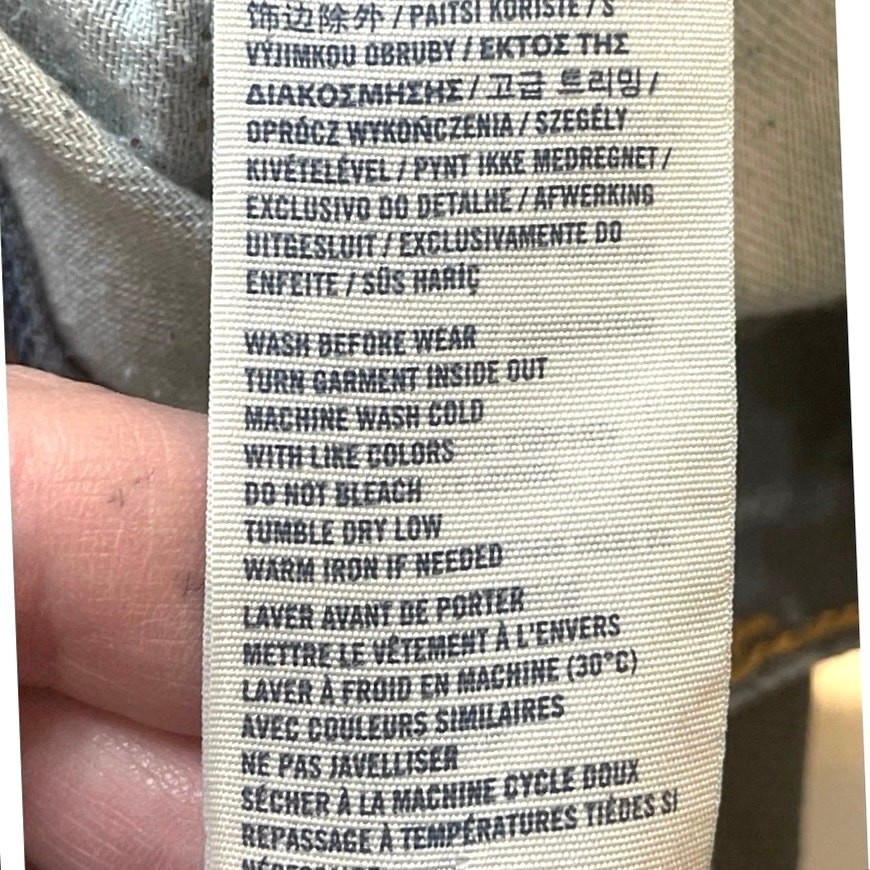 饰边除外 / PAITSI KORISTE / S
VÝJIMKOU OBRUBY / ΕΚΤΟΣ ΤΗΣ
ΔΙΑΚΟΣΜΗΣΗΣ / 고급 트리밍 /
OPRÓCZ WYKOŃCZENIA / SZEGÉLY
KIVÉTELÉVEL / PYNT IKKE MEDREGNET /
EXCLUSIVO DO DETALHE / AFWERKING
UITGESLUIT / EXCLUSIVAMENTE DO
ENFEITE / SÜS HARİÇ
WASH BEFORE WEAR
TURN GARMENT INSIDE OUT
MACHINE WASH COLD
WITH LIKE COLORS
DO NOT BLEACH
TUMBLE DRY LOW
WARM IRON IF NEEDED
LAVER AVANT DE PORTER
METTRE LE VÊTEMENT À L'ENVERS
LAVER À FROID EN MACHINE (30°C)
AVEC COULEURS SIMILAIRES
NE PAS JAVELLISER
SÉCHER À LA MACHINE CYCLE DOUX
REPASSAGE À TEMPÉRATURES TIÉDES SI